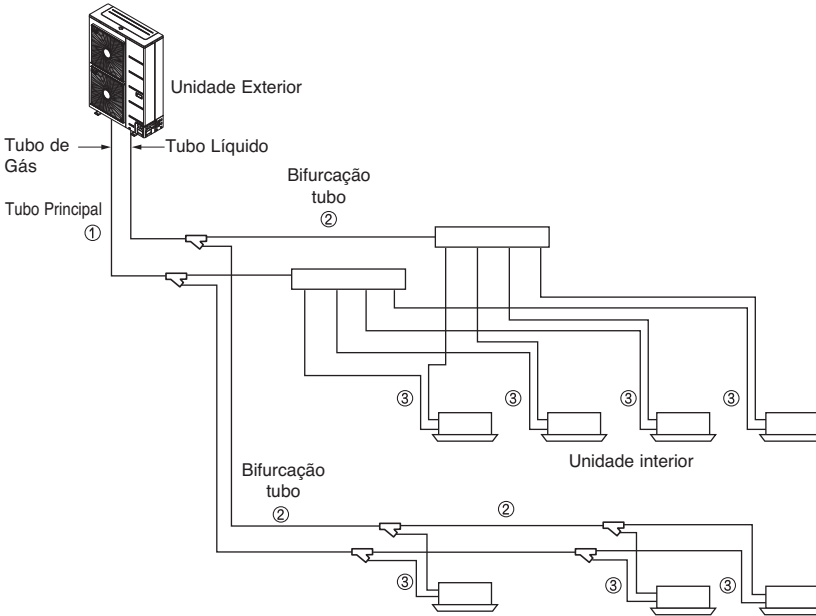 Unidade Exterior
Tubo de
Gás
Tubo Líquido
Tubo Principal
①
Bifurcação
tubo
②
③
③
③
③
Unidade interior
Bifurcação
tubo
②
②
③
③
③